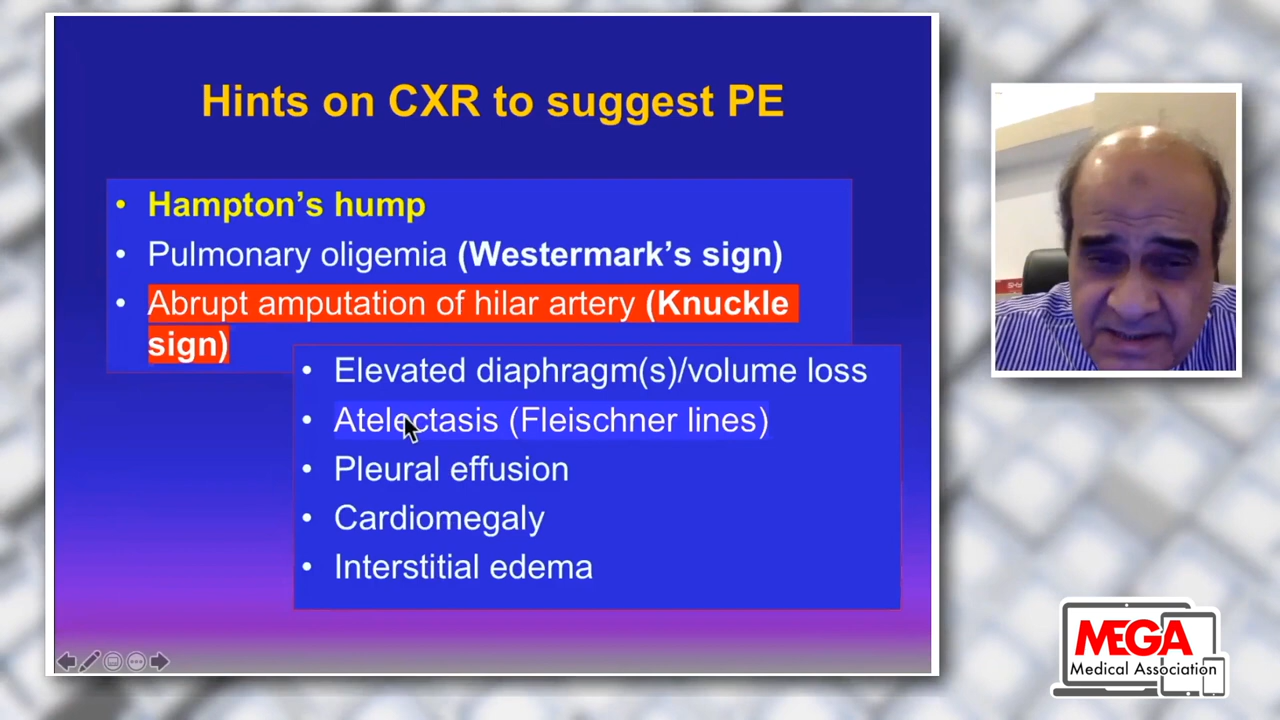 Hints on CXR to suggest PE
• Hampton’s hump
• Pulmonary oligemia (Westermark’s sign)
• Abrupt amputation of hilar artery (Knuckle
sign)
• Elevated diaphragm(s)/volume loss
• Atelectasis (Fleischner lines)
• Pleural effusion
• Cardiomegaly
• Interstitial edema
MEGA
Medical Association